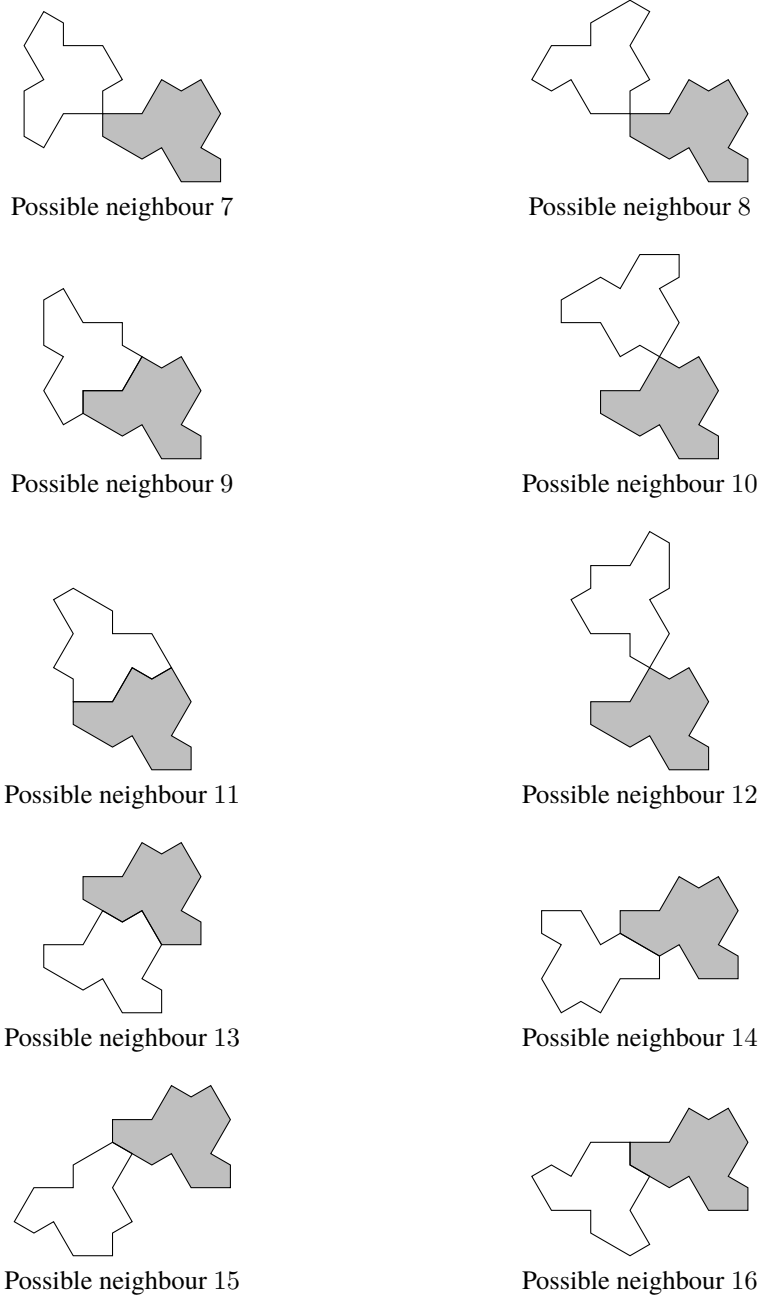 Possible neighbour 7
Possible neighbour 8
Possible neighbour 9
Possible neighbour 10
Possible neighbour 11
Possible neighbour 12
Possible neighbour 13
Possible neighbour 14
Possible neighbour 15
Possible neighbour 16